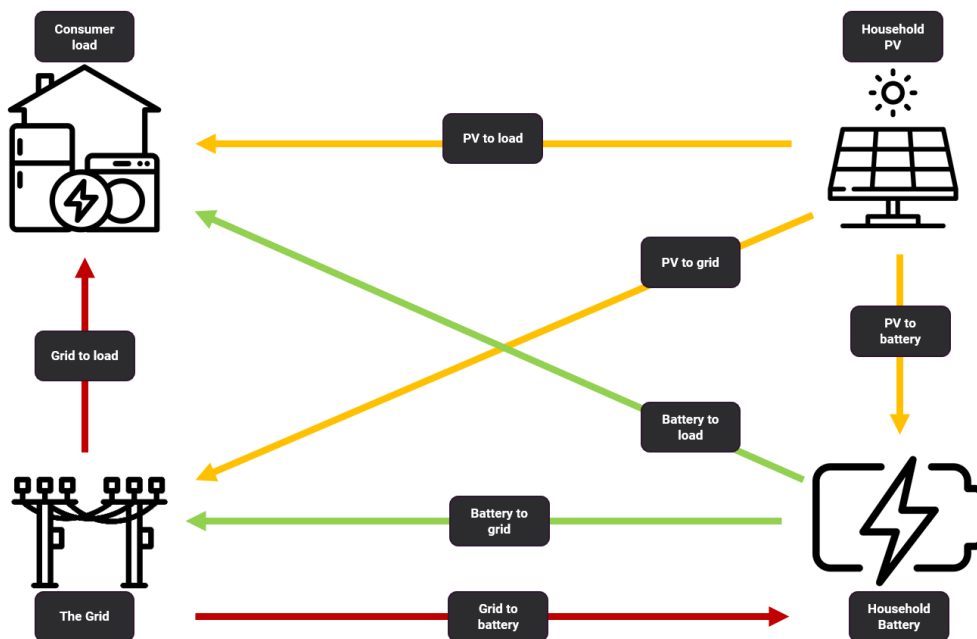 Consumer
load
Household
PV
PV to load
PV to grid
PV to
battery
Grid to load
Battery to
load
Battery to
grid
The Grid
Grid to
battery
Household
Battery